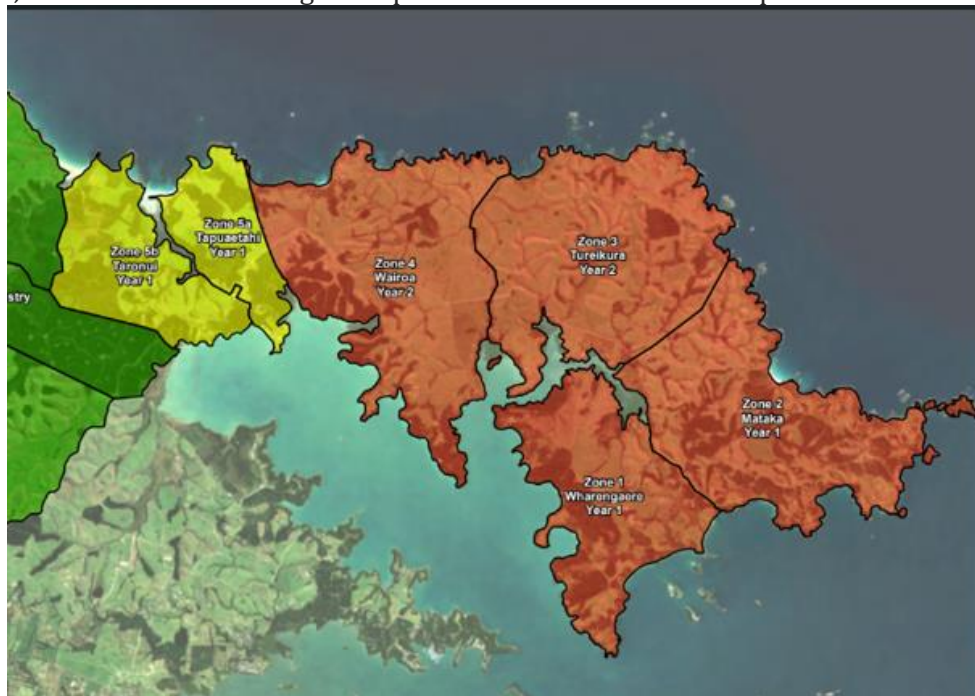 Zone 5a
Tapuaetahi
Year 1
Zone 5b
Taronui
Year 1
Zone 4
Wairoa
Year 2
Zone 3
Tureikura
Year 2
stry
Zone 2
Mataka
Year 1
Zone 1
Wharengaere
Year 1